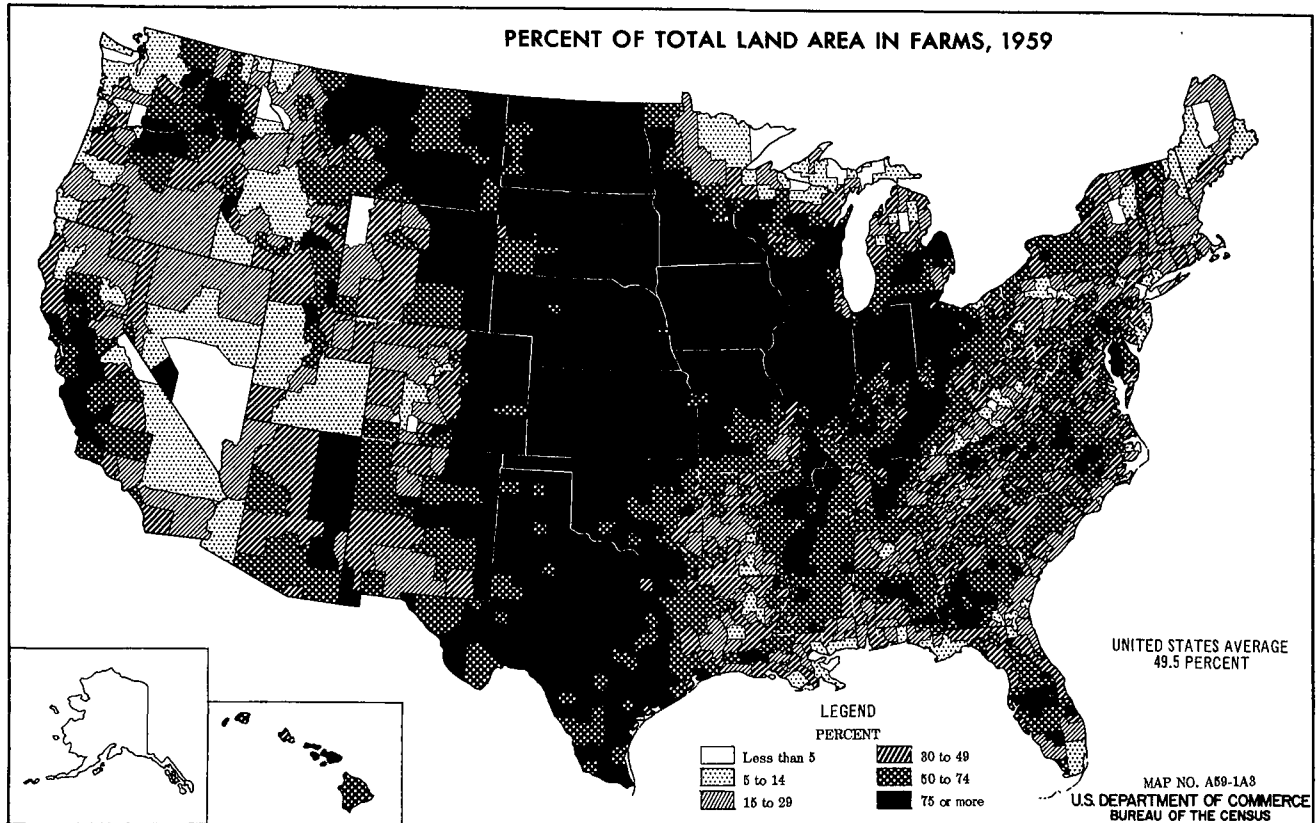 PERCENT OF TOTAL LAND AREA IN FARMS, 1959
UNITED STATES AVERAGE
49.5 PERCENT
LEGEND
PERCENT
Less than 5
5 to 14
15 to 29
30 to 49
50 to 74
75 or more
MAP NO. A59-1A3
U.S. DEPARTMENT OF COMMERCE
BUREAU OF THE CENSUS